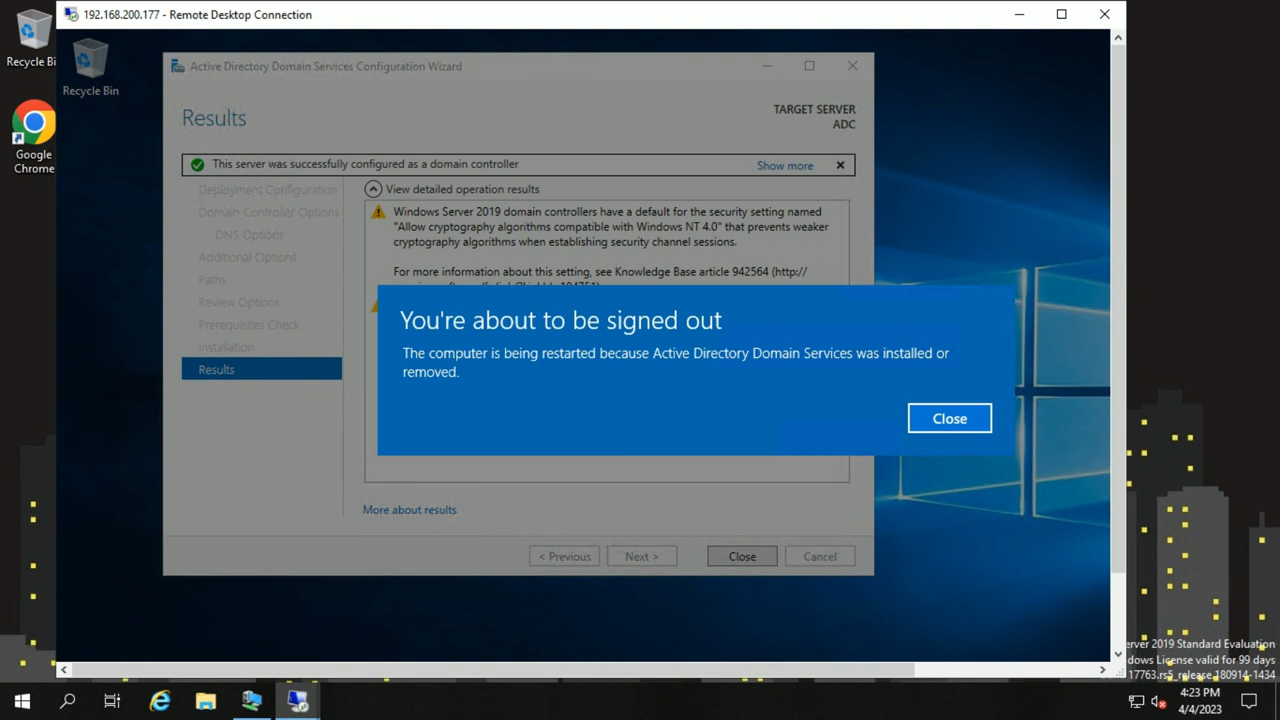 192.168.200.177 - Remote Desktop Connection
Recycle Bi
Google
Chrome
Recycle Bin
Active Directory Domain Services Configuration Wizard
Results
TARGET SERVER
ADC
This server was successfully configured as a domain controller
Show more
Deployment Configuration
Domain Controller Options
DNS Options
Additional Options
Paths
Review Options
Prerequisites Check
Installation
Results
View detailed operation results
Windows Server 2019 domain controllers have a default for the security setting named
"Allow cryptography algorithms compatible with Windows NT 4.0" that prevents weaker
cryptography algorithms when establishing security channel sessions.
For more information about this setting, see Knowledge Base article 942564 (http://
You're about to be signed out
The computer is being restarted because Active Directory Domain Services was installed or
removed.
Close
More about results
< Previous
Next >
Close
Cancel
erver 2019 Standard Evaluation
dows License valid for 99 days
17763.rs5_release.180914-1434
4:23 PM
4/4/2023